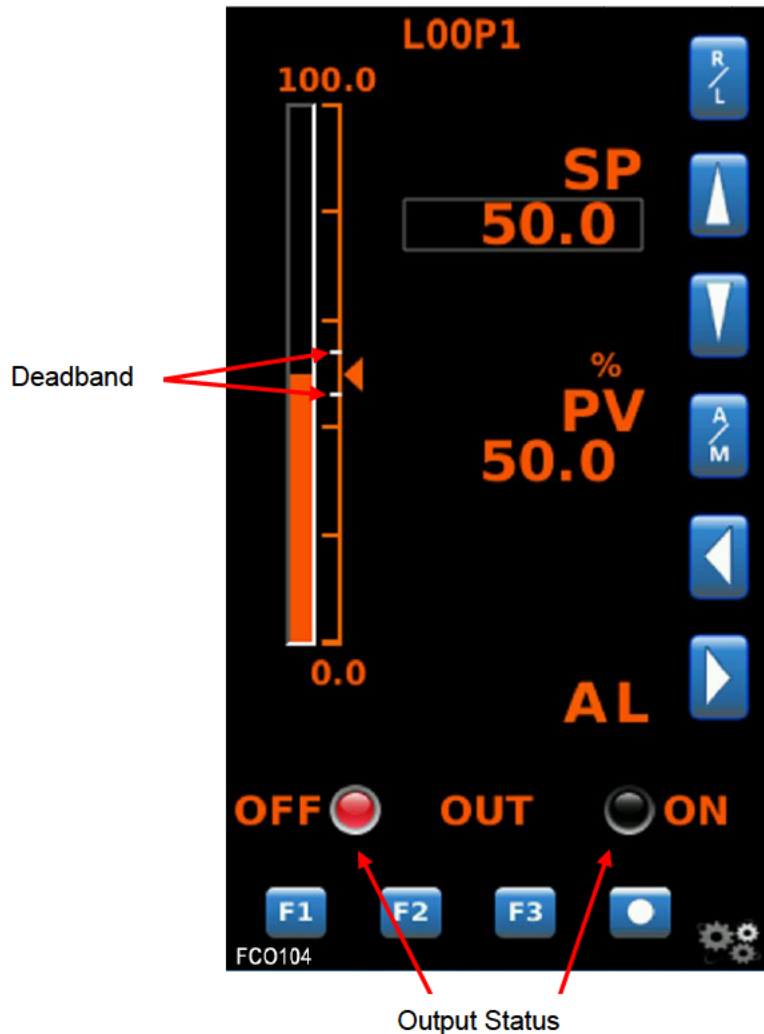 L00P1
100.0
R/L
SP
50.0
Deadband
%
PV
50.0
A/M
0.0
AL
OFF OUT ON
F1 F2 F3
FCO104
Output Status